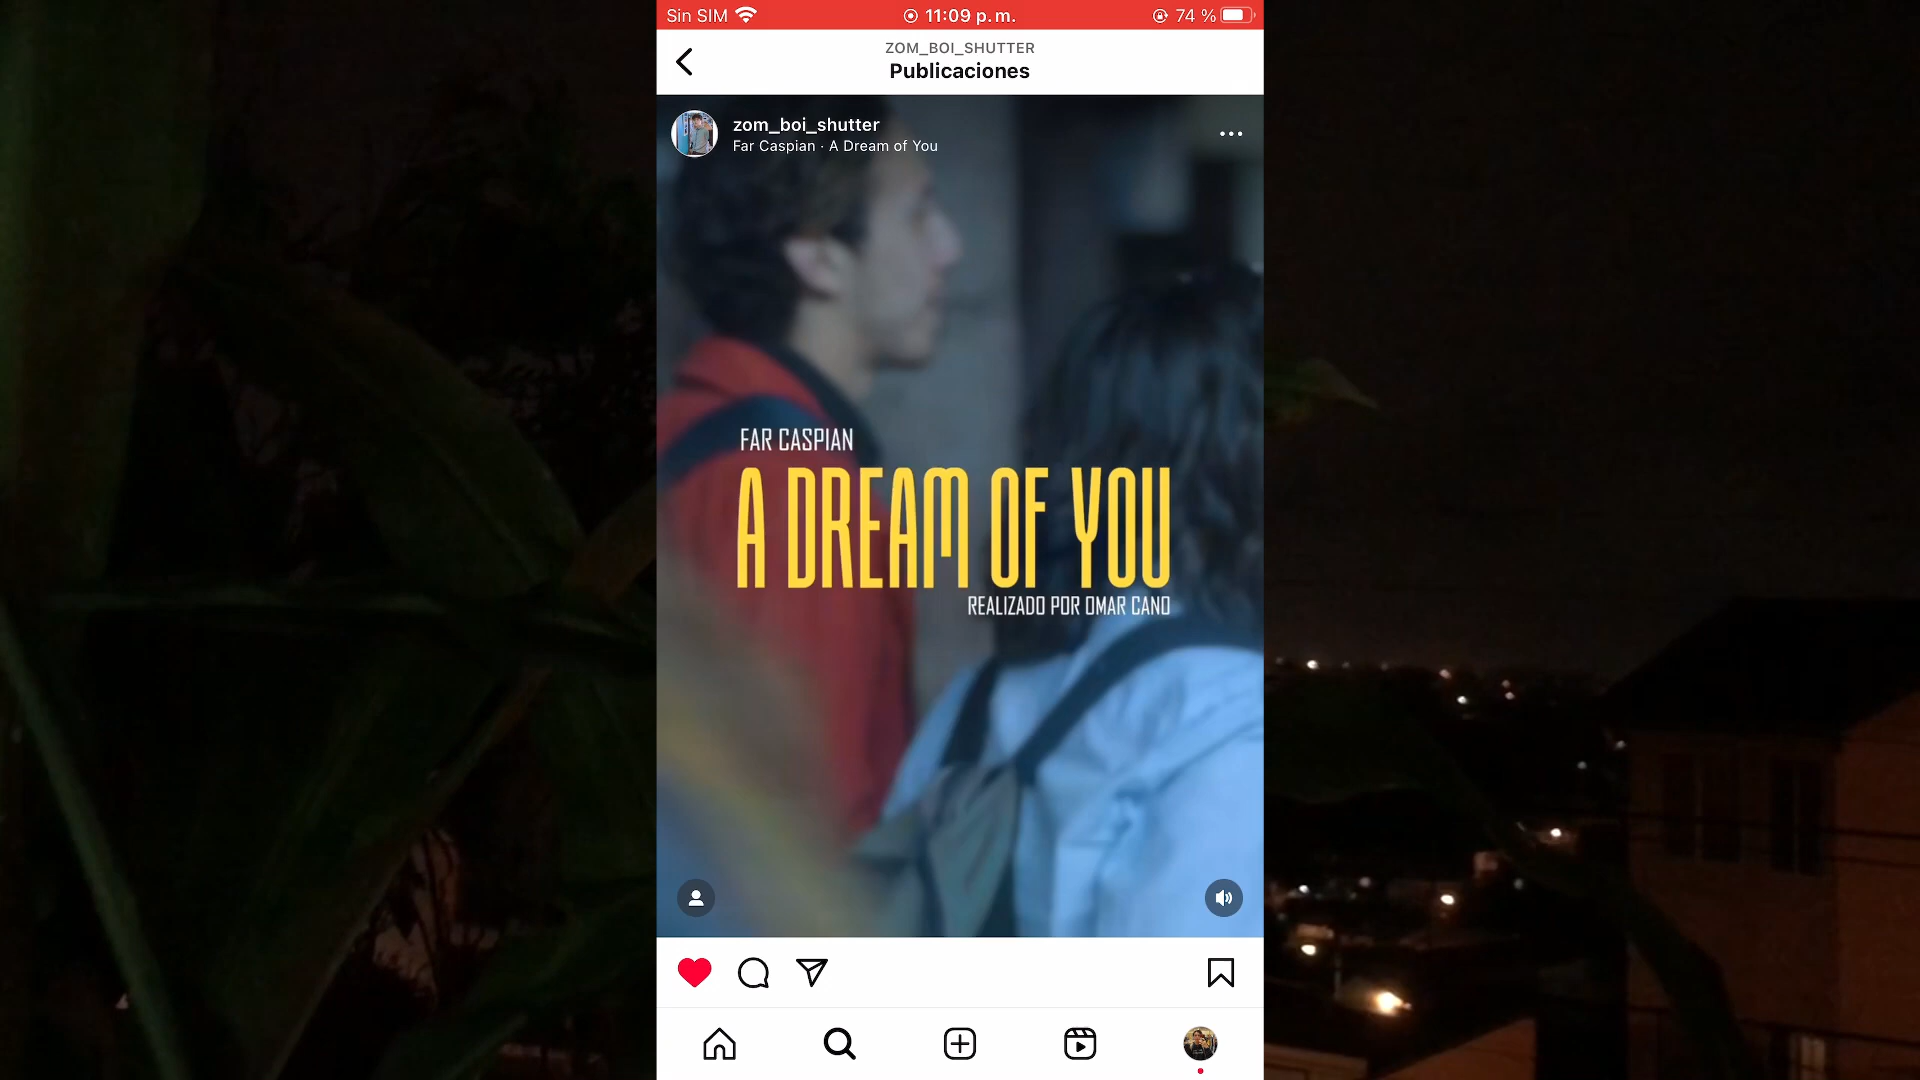 Sin SIM 11:09 p. m. 74 %
ZOM_BOI_SHUTTER
Publicaciones
zom_boi_shutter
Far Caspian · A Dream of You
FAR CASPIAN
A DREAM OF YOU
REALIZADO POR OMAR CANO